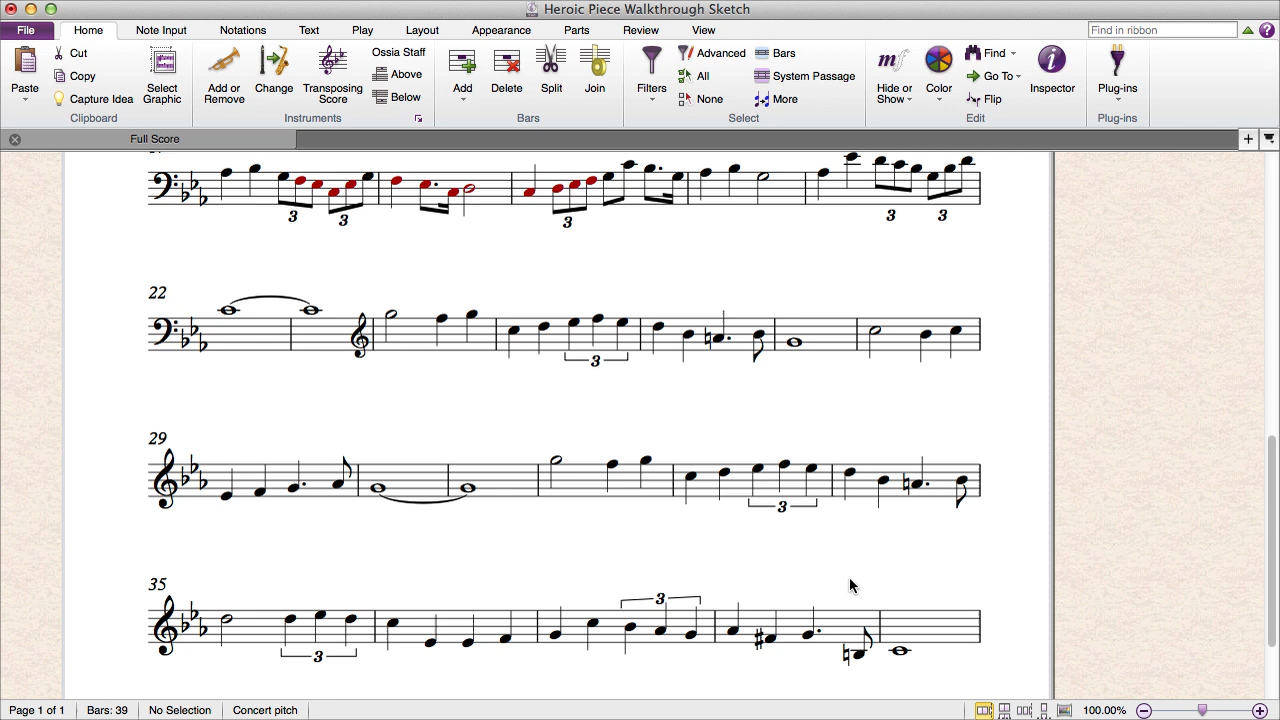 Heroic Piece Walkthrough Sketch
File Home Note Input Notations Text Play Layout Appearance Parts Review View Find in ribbon
Paste Cut Copy Capture Idea Select Graphic Clipboard
Add or Remove Change Transposing Score Ossia Staff Above Below Instruments
Add Delete Split Join Bars
Filters Advanced All None Bars System Passage More Select
Hide or Show Color Find Go To Flip Inspector Edit
Plug-ins Plug-ins
Full Score
3 3 3 3 3
22
3
29
3
35
3 3
Page 1 of 1 Bars: 39 No Selection Concert pitch 100.00%